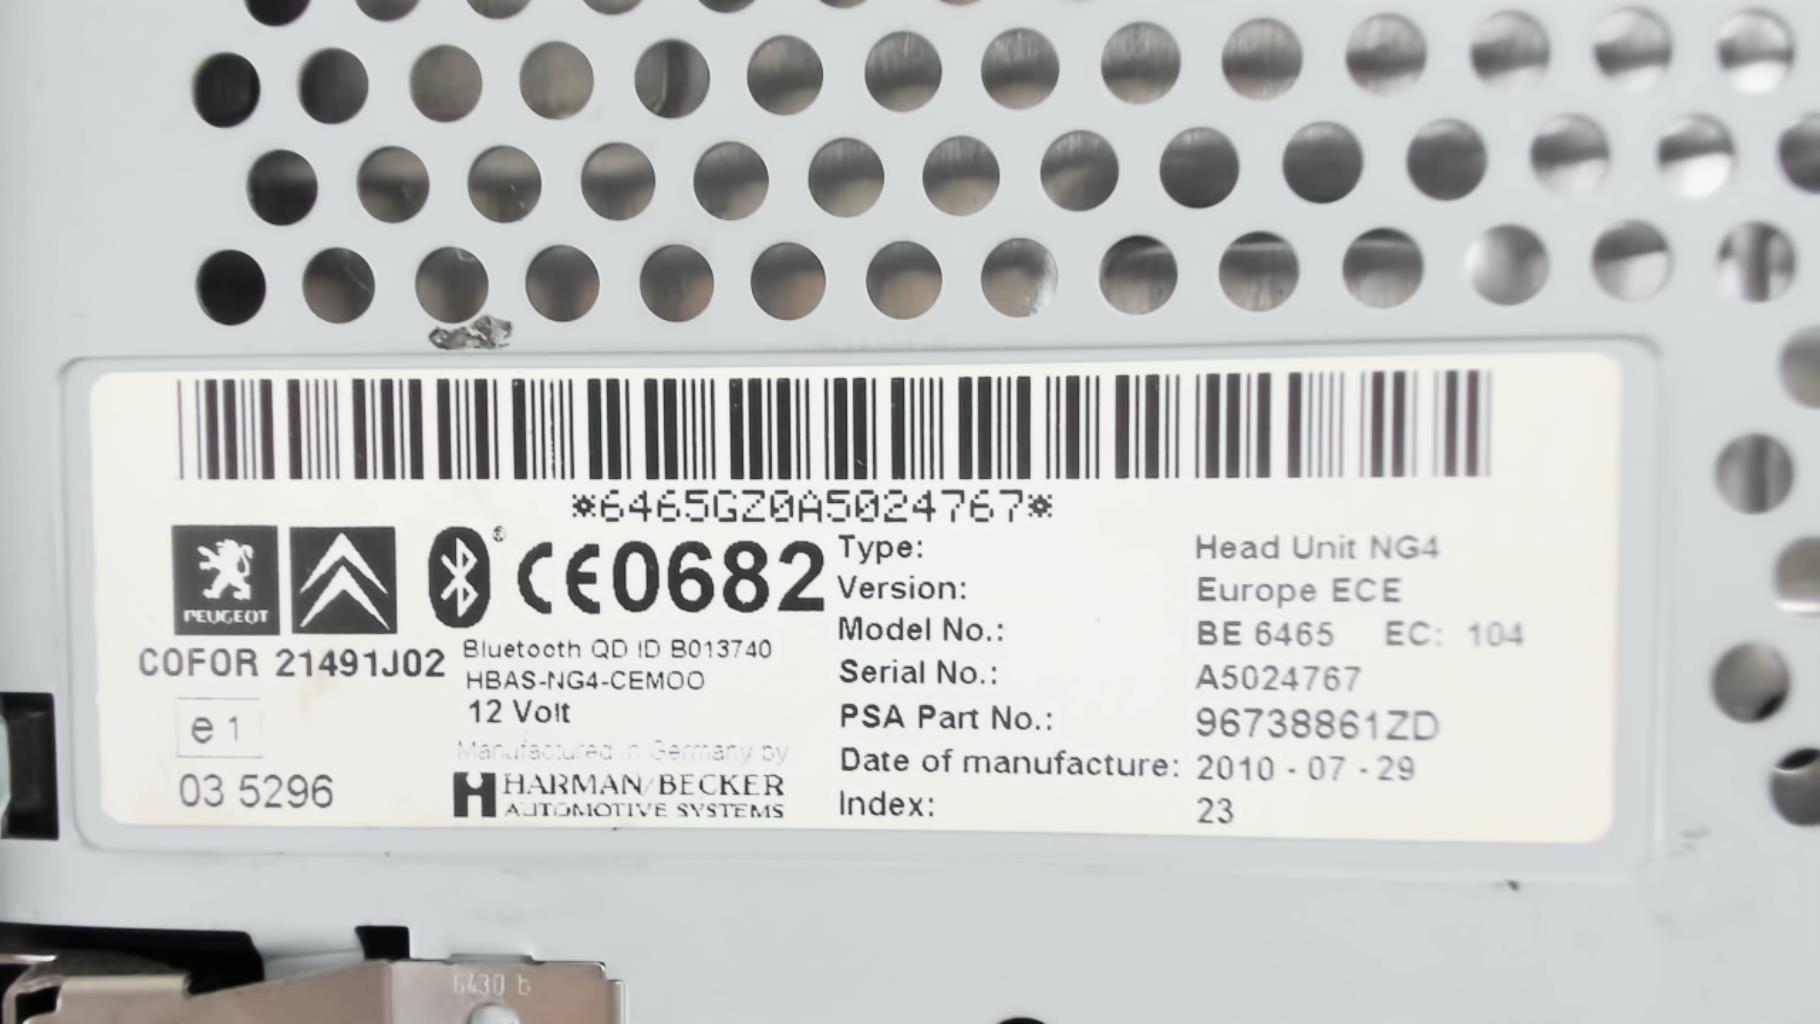 *6465GZ0A5024767*
PEUGEOT
® CE0682
COFOR 21491J02
Bluetooth QD ID B013740
HBAS-NG4-CEMOO
12 Volt
e 1
03 5296
Manufactured in Germany by
HARMAN/BECKER
AUTOMOTIVE SYSTEMS
Type: Head Unit NG4
Version: Europe ECE
Model No.: BE 6465 EC: 104
Serial No.: A5024767
PSA Part No.: 96738861ZD
Date of manufacture: 2010 - 07 - 29
Index: 23
6430 b